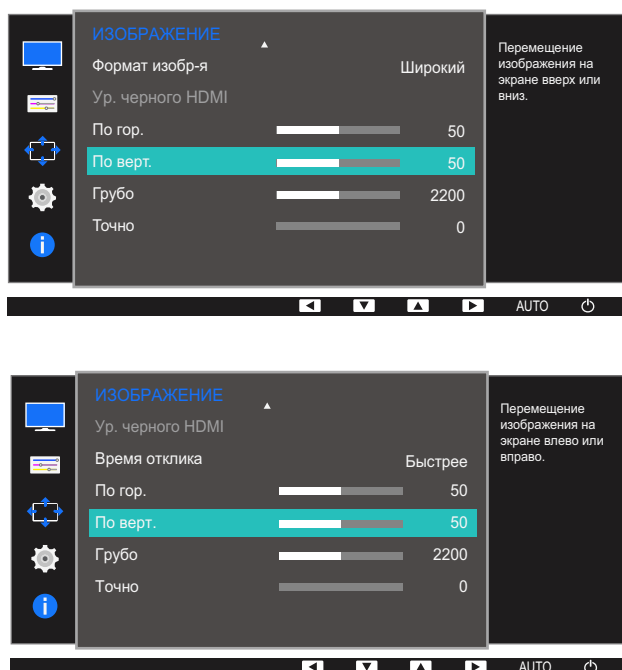 ИЗОБРАЖЕНИЕ
Формат изобр-я Широкий
Ур. черного HDMI
По гор. 50
По верт. 50
Грубо 2200
Точно 0
Перемещение
изображения на
экране вверх или
вниз.
AUTO
ИЗОБРАЖЕНИЕ
Ур. черного HDMI
Время отклика Быстрее
По гор. 50
По верт. 50
Грубо 2200
Точно 0
Перемещение
изображения на
экране влево или
вправо.
AUTO